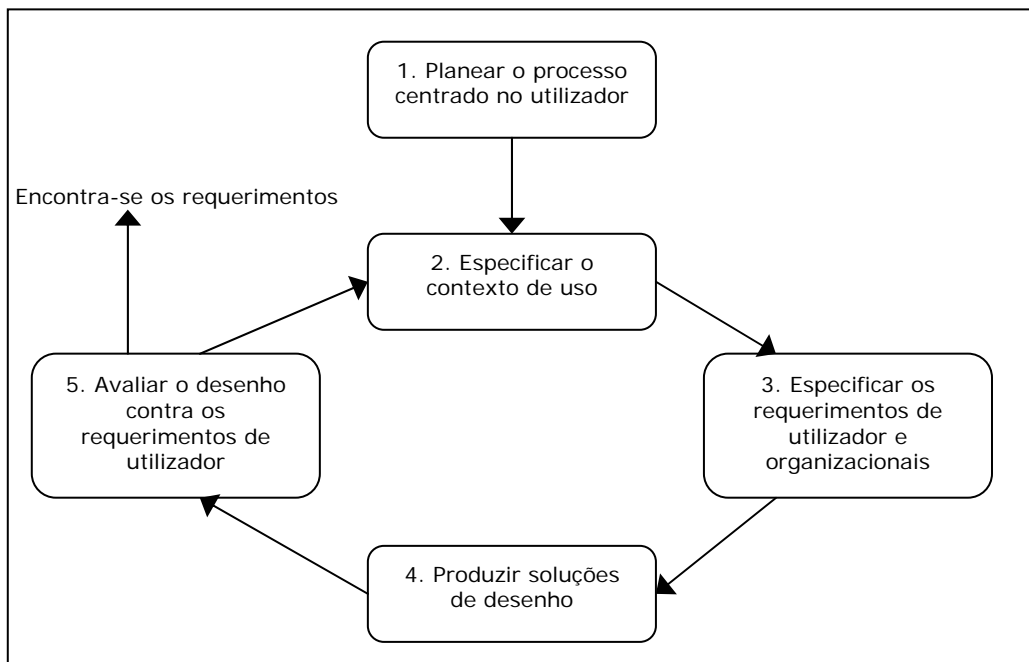 1. Planear o processo
centrado no utilizador
Encontra-se os requerimentos
2. Especificar o
contexto de uso
3. Especificar os
requerimentos de
utilizador e
organizacionais
4. Produzir soluções
de desenho
5. Avaliar o desenho
contra os
requerimentos de
utilizador